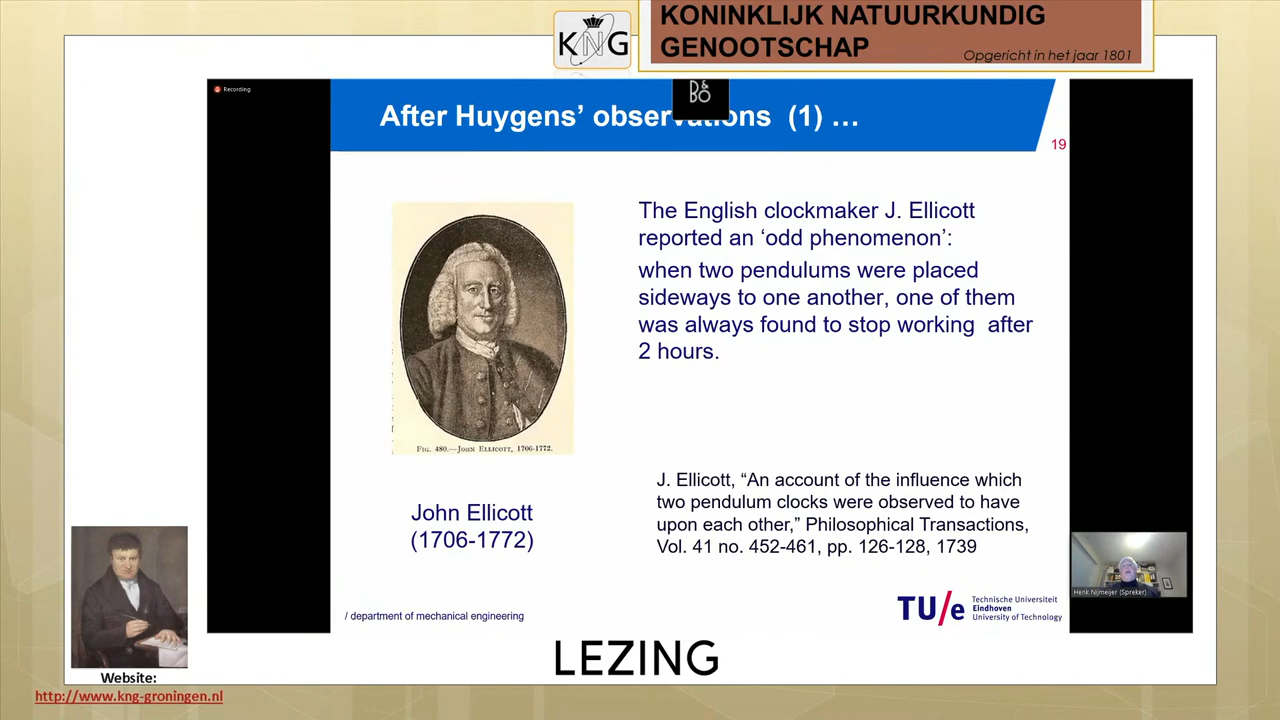 KONINKLIJK NATUURKUNDIG
GENOOTSCHAP
Opgericht in het jaar 1801
KNG
Recording
B&O
After Huygens’ observations (1) …
19
The English clockmaker J. Ellicott
reported an ‘odd phenomenon’:
when two pendulums were placed
sideways to one another, one of them
was always found to stop working after
2 hours.
FIG. 480.—JOHN ELLICOTT, 1706-1772.
John Ellicott
(1706-1772)
J. Ellicott, “An account of the influence which
two pendulum clocks were observed to have
upon each other,” Philosophical Transactions,
Vol. 41 no. 452-461, pp. 126-128, 1739
Henk Nijmeijer (Spreker)
/ department of mechanical engineering
TU/e
Technische Universiteit
Eindhoven
University of Technology
LEZING
Website:
http://www.kng-groningen.nl